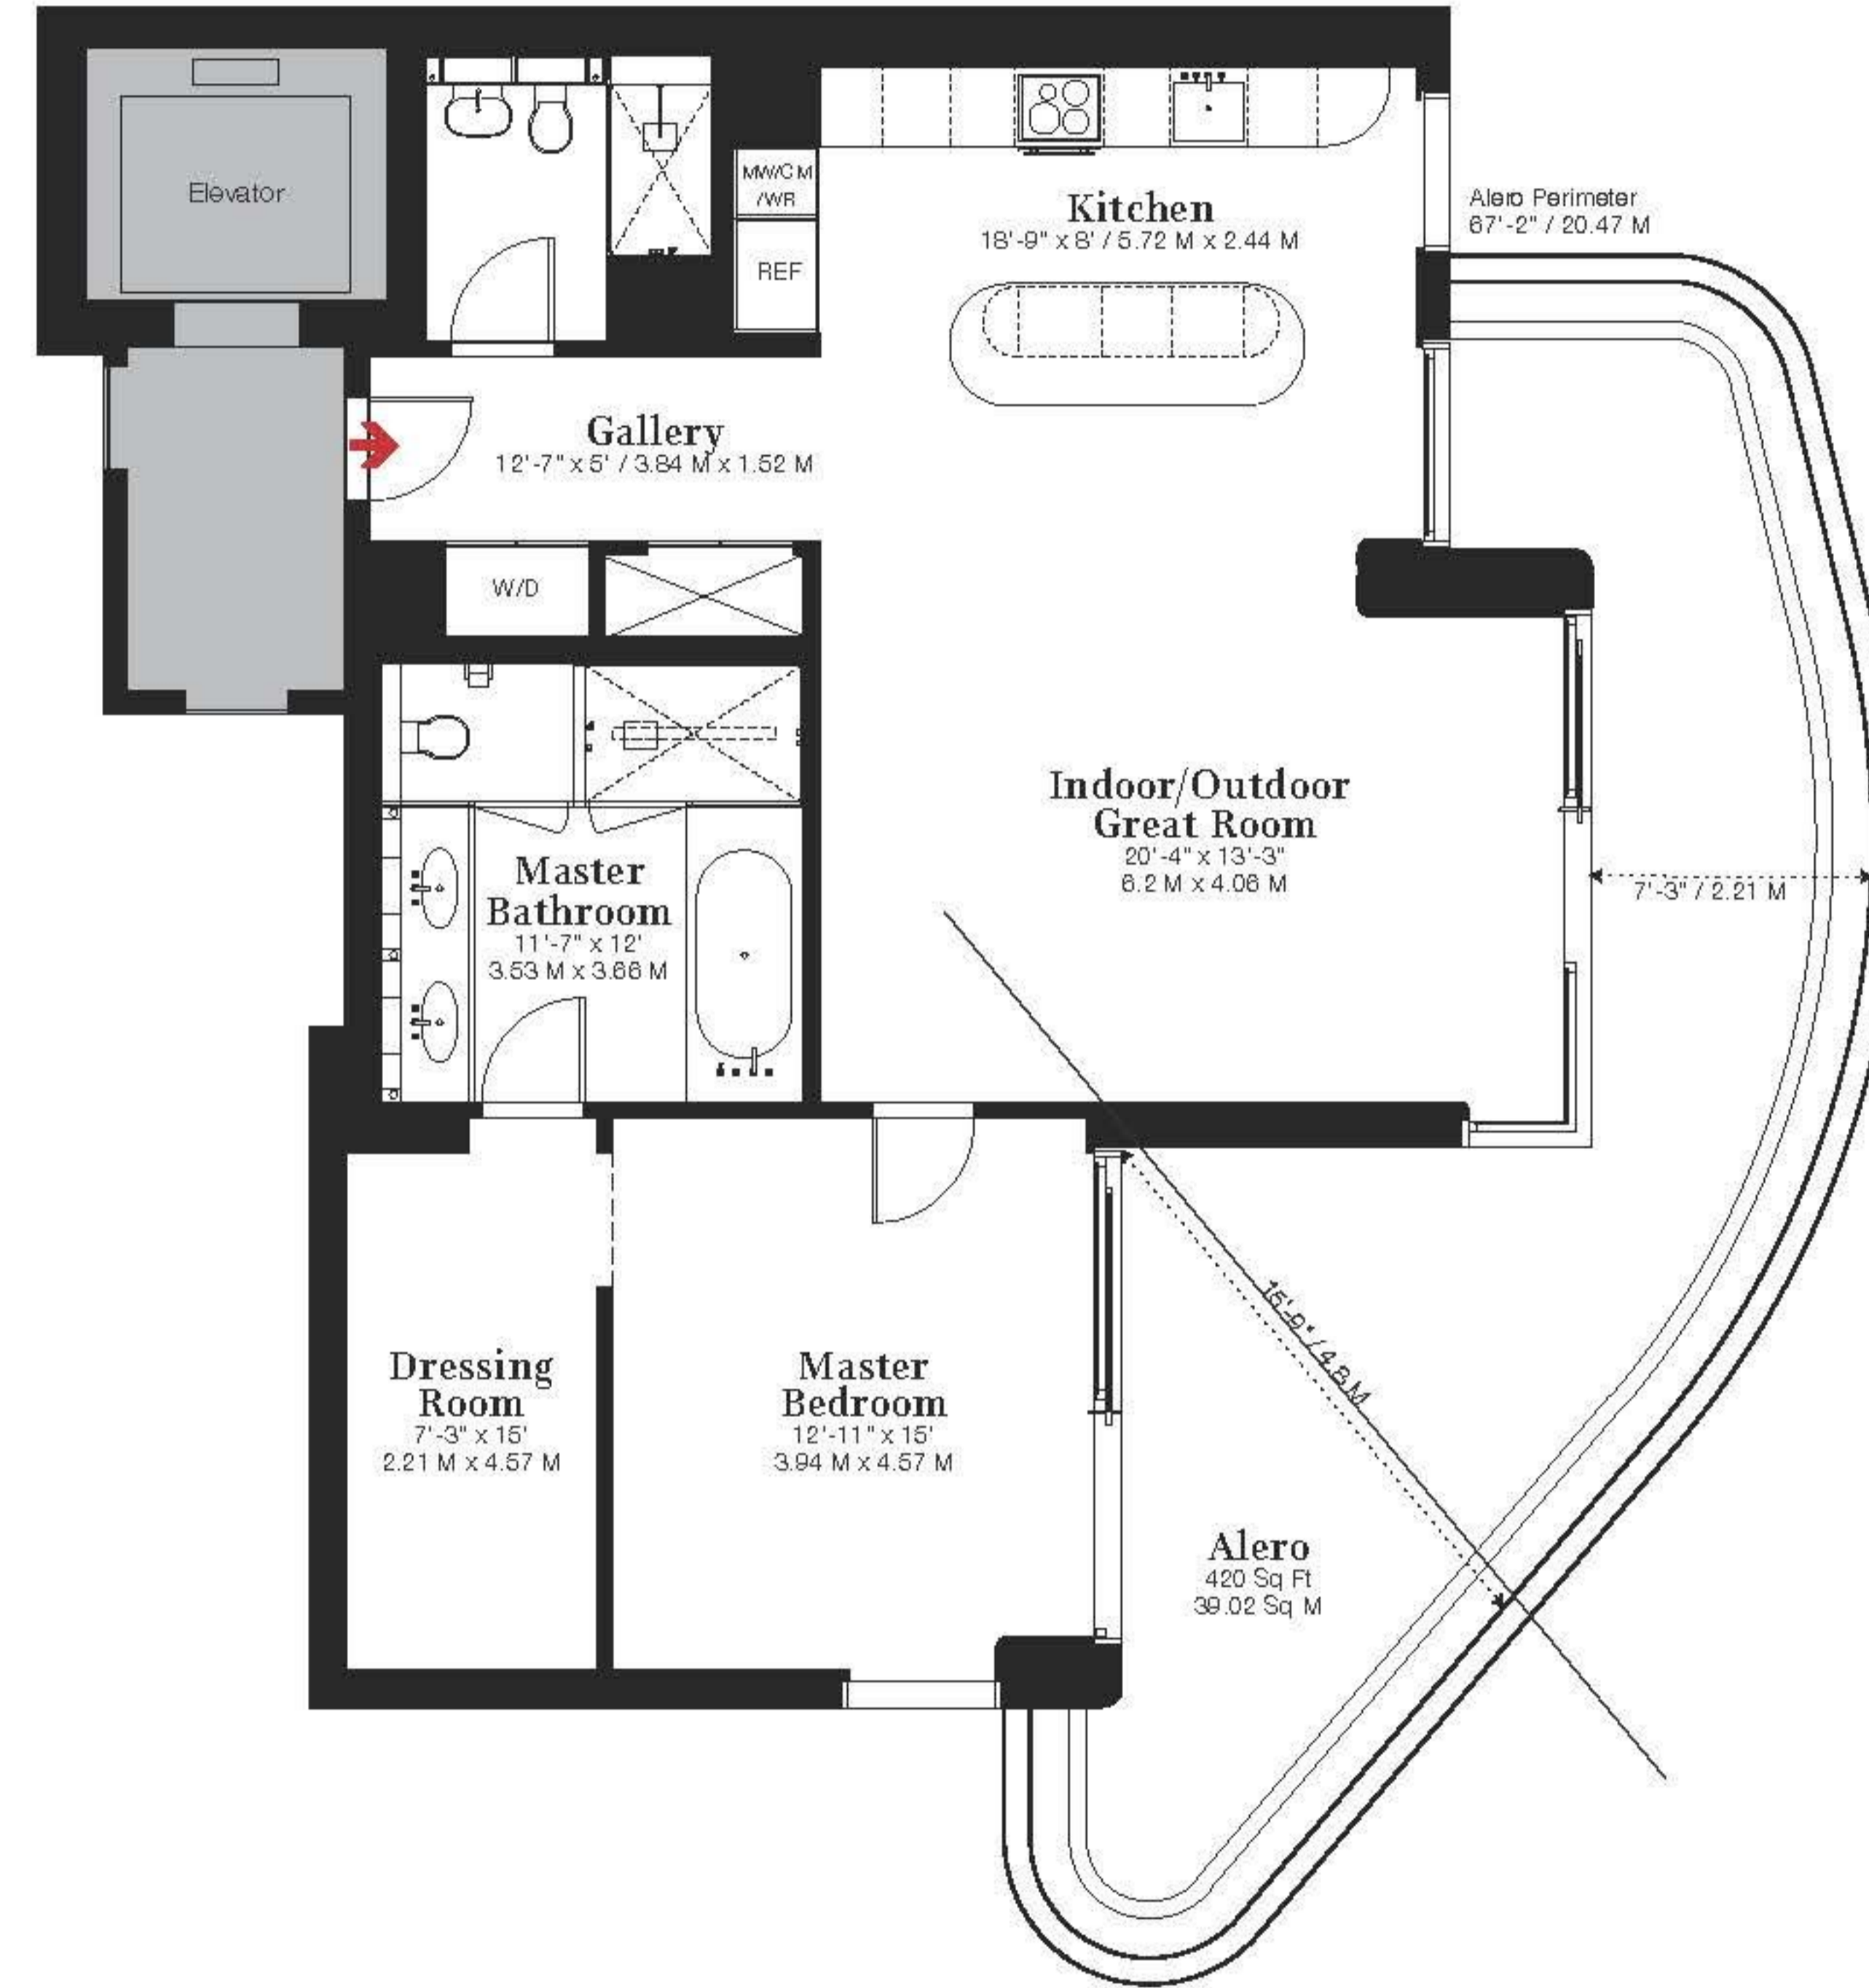 Elevator
MW/CM
/WR
REF
Kitchen
18'-9" x 8' / 5.72 M x 2.44 M
Alero Perimeter
67'-2" / 20.47 M
Gallery
12'-7" x 5' / 3.84 M x 1.52 M
W/D
Indoor/Outdoor
Great Room
20'-4" x 13'-3"
6.2 M x 4.06 M
7'-3" / 2.21 M
Master
Bathroom
11'-7" x 12'
3.53 M x 3.66 M
15'-9" / 4.8 M
Dressing
Room
7'-3" x 15'
2.21 M x 4.57 M
Master
Bedroom
12'-11" x 15'
3.94 M x 4.57 M
Alero
420 Sq Ft
39.02 Sq M